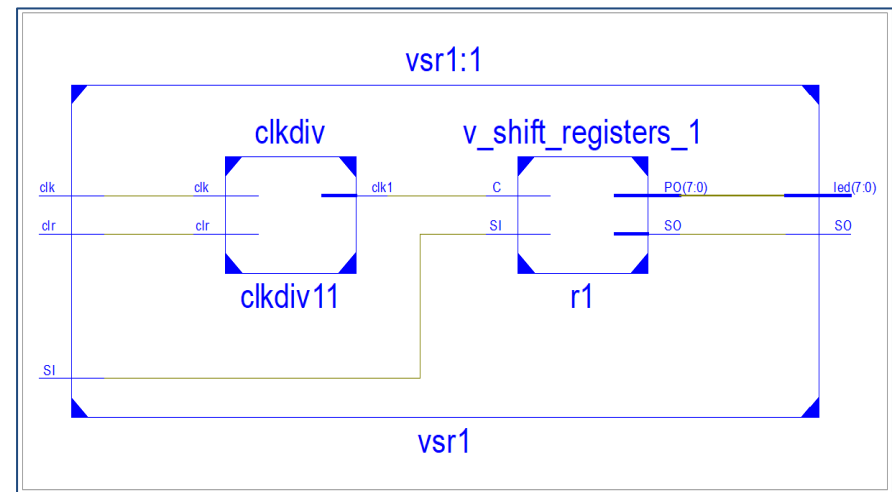 vsr1:1
clkdiv
v_shift_registers_1
clk
clk
clk1
C
PO(7:0)
led(7:0)
clr
clr
SI
SO
SO
clkdiv11
r1
SI
vsr1